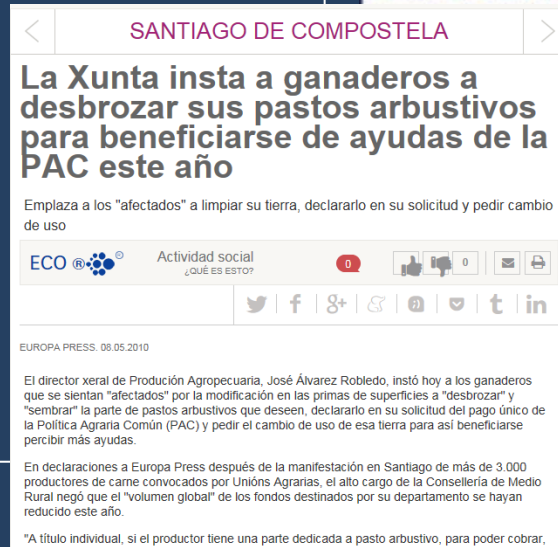 SANTIAGO DE COMPOSTELA
La Xunta insta a ganaderos a
desbrozar sus pastos arbustivos
para beneficiarse de ayudas de la
PAC este año
Emplaza a los "afectados" a limpiar su tierra, declararlo en su solicitud y pedir cambio
de uso
ECO ® ©
Actividad social
¿QUÉ ES ESTO?
0
0
f g+ t in
EUROPA PRESS. 08.05.2010
El director xeral de Produción Agropecuaria, José Álvarez Robledo, instó hoy a los ganaderos
que se sientan "afectados" por la modificación en las primas de superficies a "desbrozar" y
"sembrar" la parte de pastos arbustivos que deseen, declararlo en su solicitud del pago único de
la Política Agraria Común (PAC) y pedir el cambio de uso de esa tierra para así beneficiarse
percibir más ayudas.
En declaraciones a Europa Press después de la manifestación en Santiago de más de 3.000
productores de carne convocados por Unións Agrarias, el alto cargo de la Consellería de Medio
Rural negó que el "volumen global" de los fondos destinados por su departamento se hayan
reducido este año.
"A título individual, si el productor tiene una parte dedicada a pasto arbustivo, para poder cobrar,